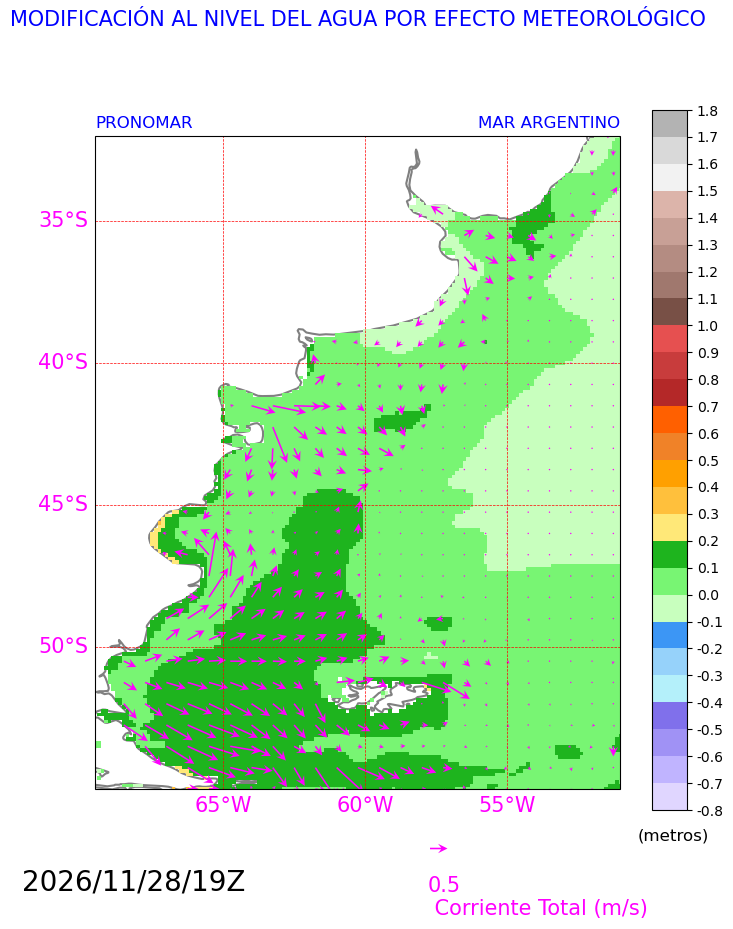 MODIFICACIÓN AL NIVEL DEL AGUA POR EFECTO METEOROLÓGICO
PRONOMAR MAR ARGENTINO
35°S
40°S
45°S
50°S
65°W 60°W 55°W
1.8
1.7
1.6
1.5
1.4
1.3
1.2
1.1
1.0
0.9
0.8
0.7
0.6
0.5
0.4
0.3
0.2
0.1
0.0
-0.1
-0.2
-0.3
-0.4
-0.5
-0.6
-0.7
-0.8
(metros)
2026/11/28/19Z
0.5
Corriente Total (m/s)